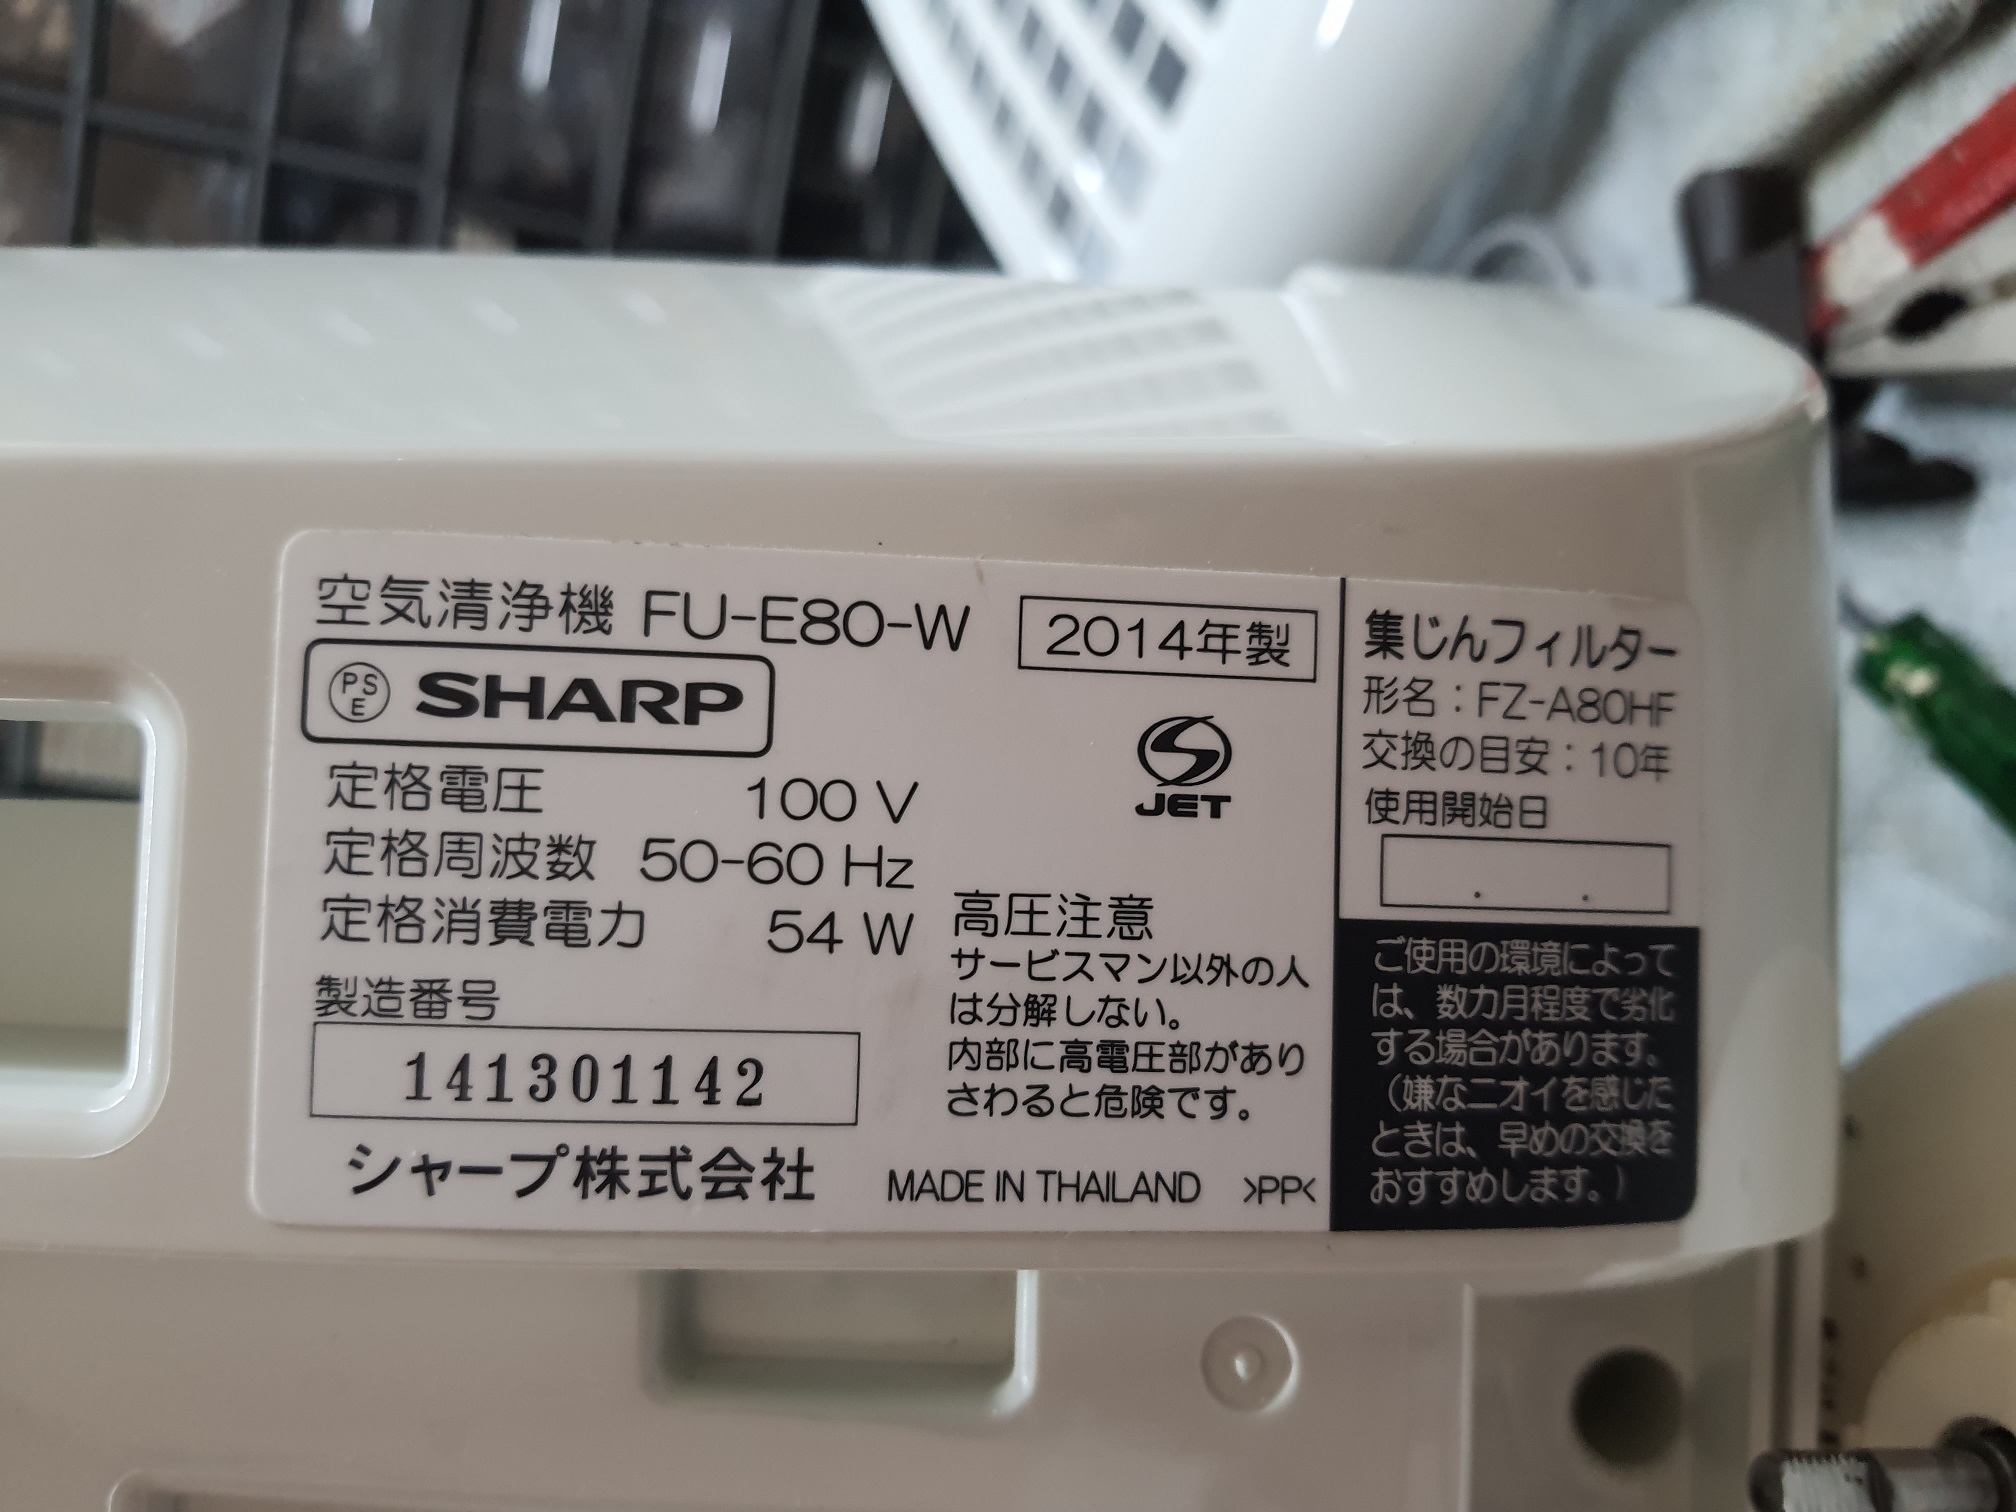 空気清浄機 FU-E80-W
2014年製
PSE SHARP
定格電圧 100 V
定格周波数 50-60 Hz
定格消費電力 54 W
製造番号
141301142
シャープ株式会社
JET
高圧注意
サービスマン以外の人
は分解しない。
内部に高電圧部があり
さわると危険です。
MADE IN THAILAND >PP<
集じんフィルター
形名：FZ-A80HF
交換の目安：10年
使用開始日
. .
ご使用の環境によって
は、数カ月程度で劣化
する場合があります。
（嫌なニオイを感じた
ときは、早めの交換を
おすすめします。）